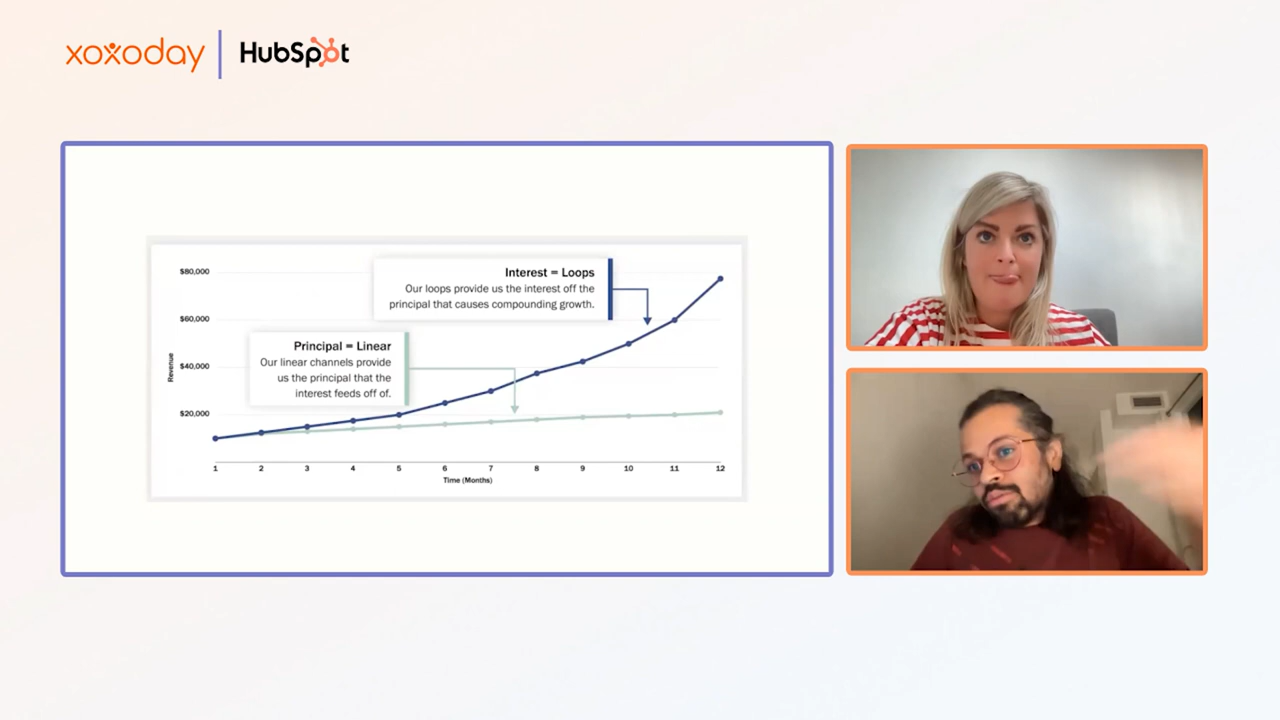 xoxoday | HubSpot
Interest = Loops
Our loops provide us the interest off the
principal that causes compounding growth.
Principal = Linear
Our linear channels provide
us the principal that the
interest feeds off of.
$80,000
$60,000
$40,000
$20,000
Revenue
1 2 3 4 5 6 7 8 9 10 11 12
Time (Months)